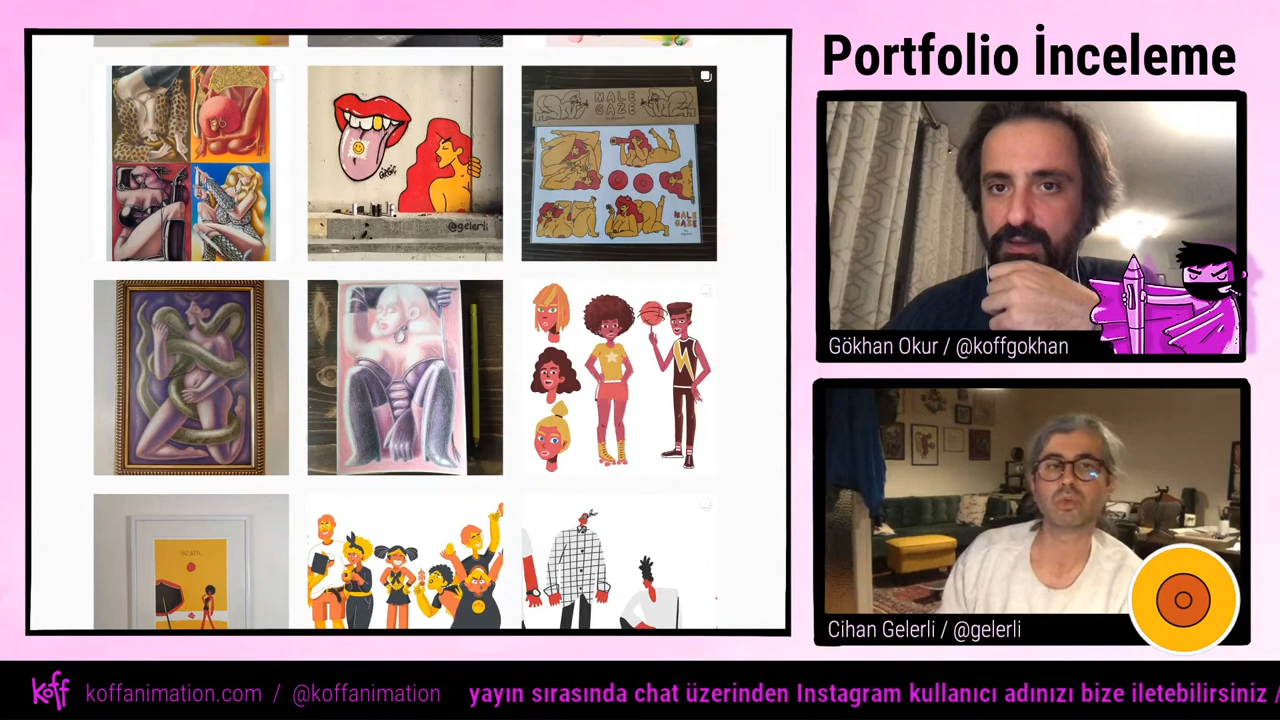 Portfolio İnceleme
MALE
GAZE
MALE
GAZE
@gelerli
Gökhan Okur / @koffgokhan
Cihan Gelerli / @gelerli
koff koffanimation.com / @koffanimation yayın sırasında chat üzerinden Instagram kullanıcı adınızı bize iletebilirsiniz /